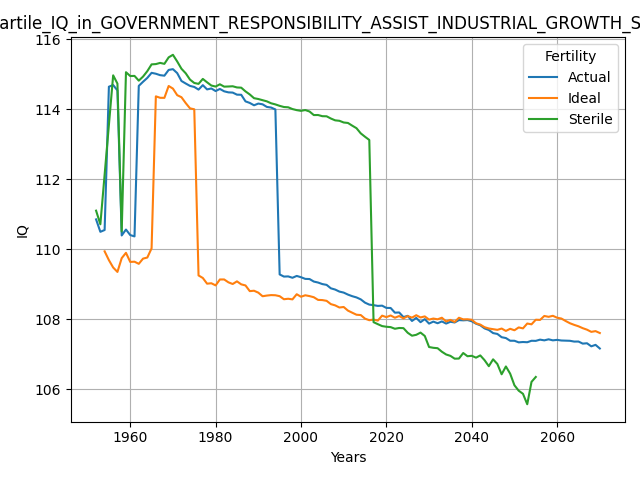 artile_IQ_in_GOVERNMENT_RESPONSIBILITY_ASSIST_INDUSTRIAL_GROWTH_S
116
114
112
110
108
106
IQ
Fertility
Actual
Ideal
Sterile
1960 1980 2000 2020 2040 2060
Years